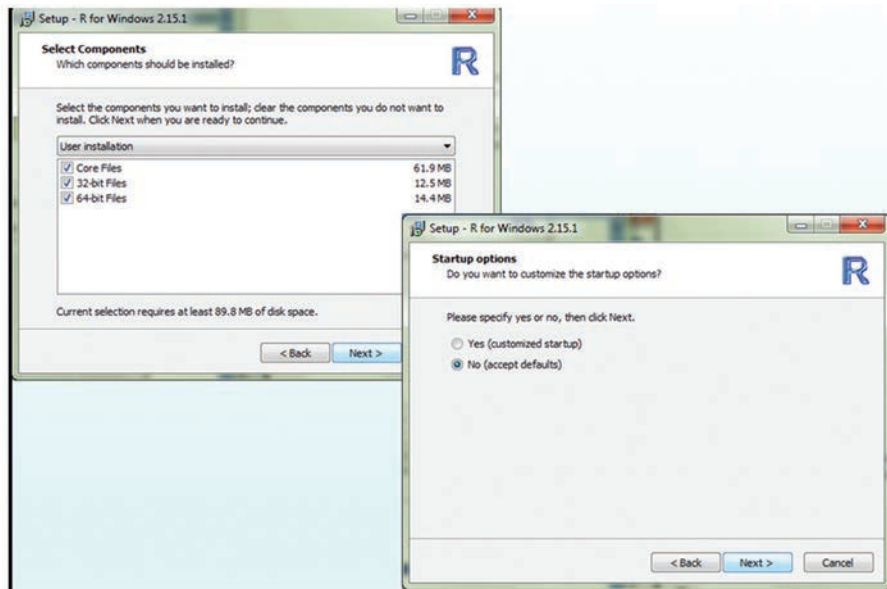 Setup - R for Windows 2.15.1
Select Components
Which components should be installed?
R
Select the components you want to install; clear the components you do not want to
install. Click Next when you are ready to continue.
User installation
Core Files 61.9 MB
32-bit Files 12.5 MB
64-bit Files 14.4 MB
Current selection requires at least 89.8 MB of disk space.
< Back Next >
Setup - R for Windows 2.15.1
Startup options
Do you want to customize the startup options?
R
Please specify yes or no, then click Next.
Yes (customized startup)
No (accept defaults)
< Back Next > Cancel